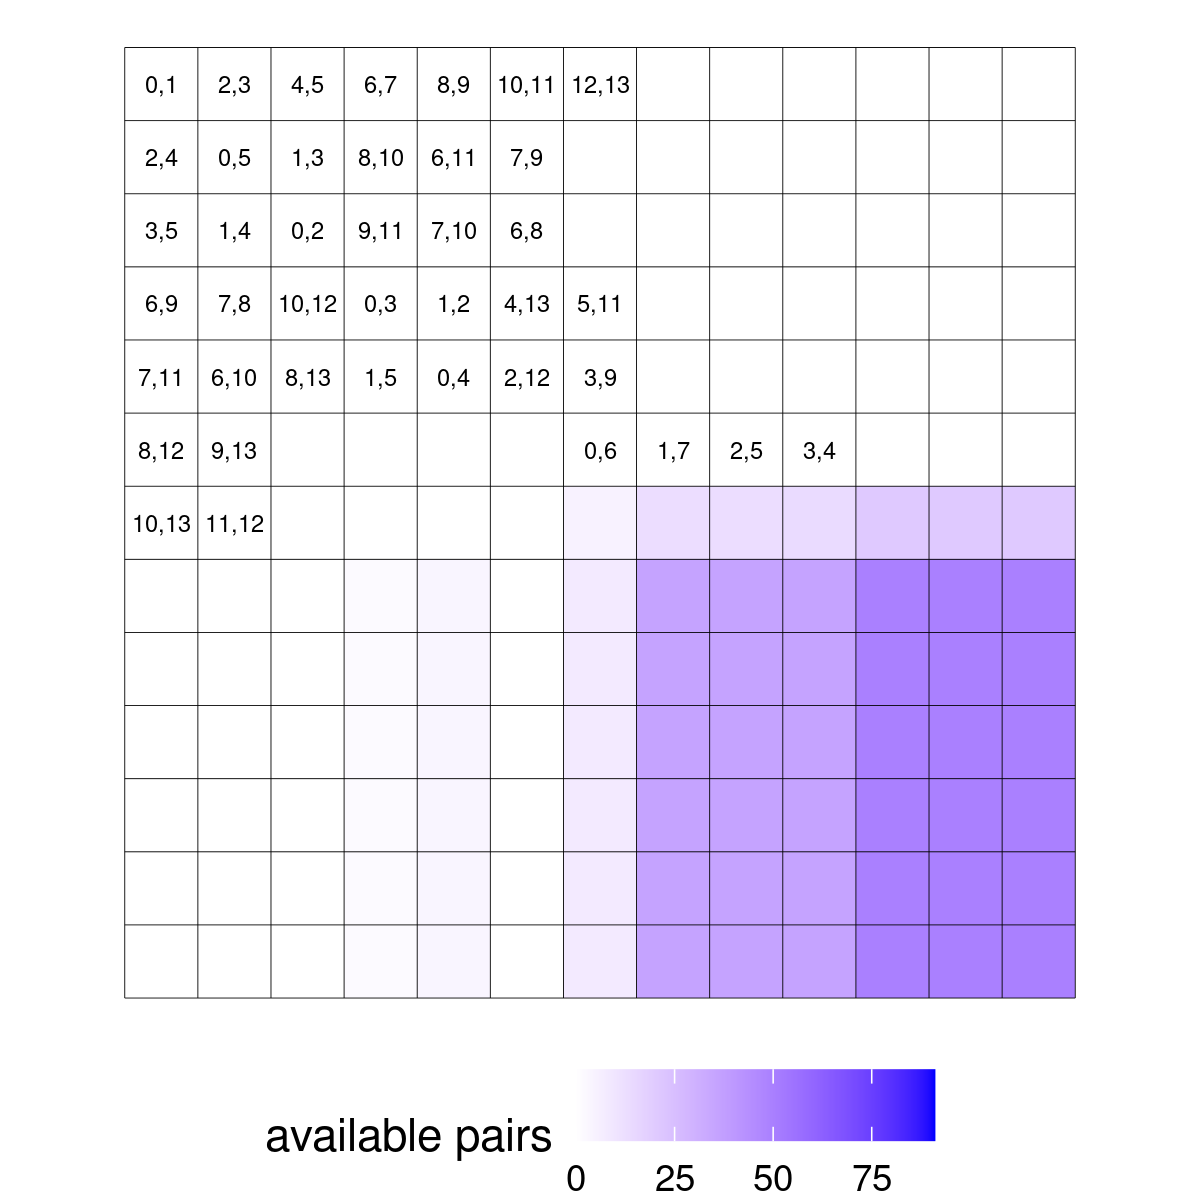 0,1 2,3 4,5 6,7 8,9 10,11 12,13
2,4 0,5 1,3 8,10 6,11 7,9
3,5 1,4 0,2 9,11 7,10 6,8
6,9 7,8 10,12 0,3 1,2 4,13 5,11
7,11 6,10 8,13 1,5 0,4 2,12 3,9
8,12 9,13 0,6 1,7 2,5 3,4
10,13 11,12
available pairs
0 25 50 75